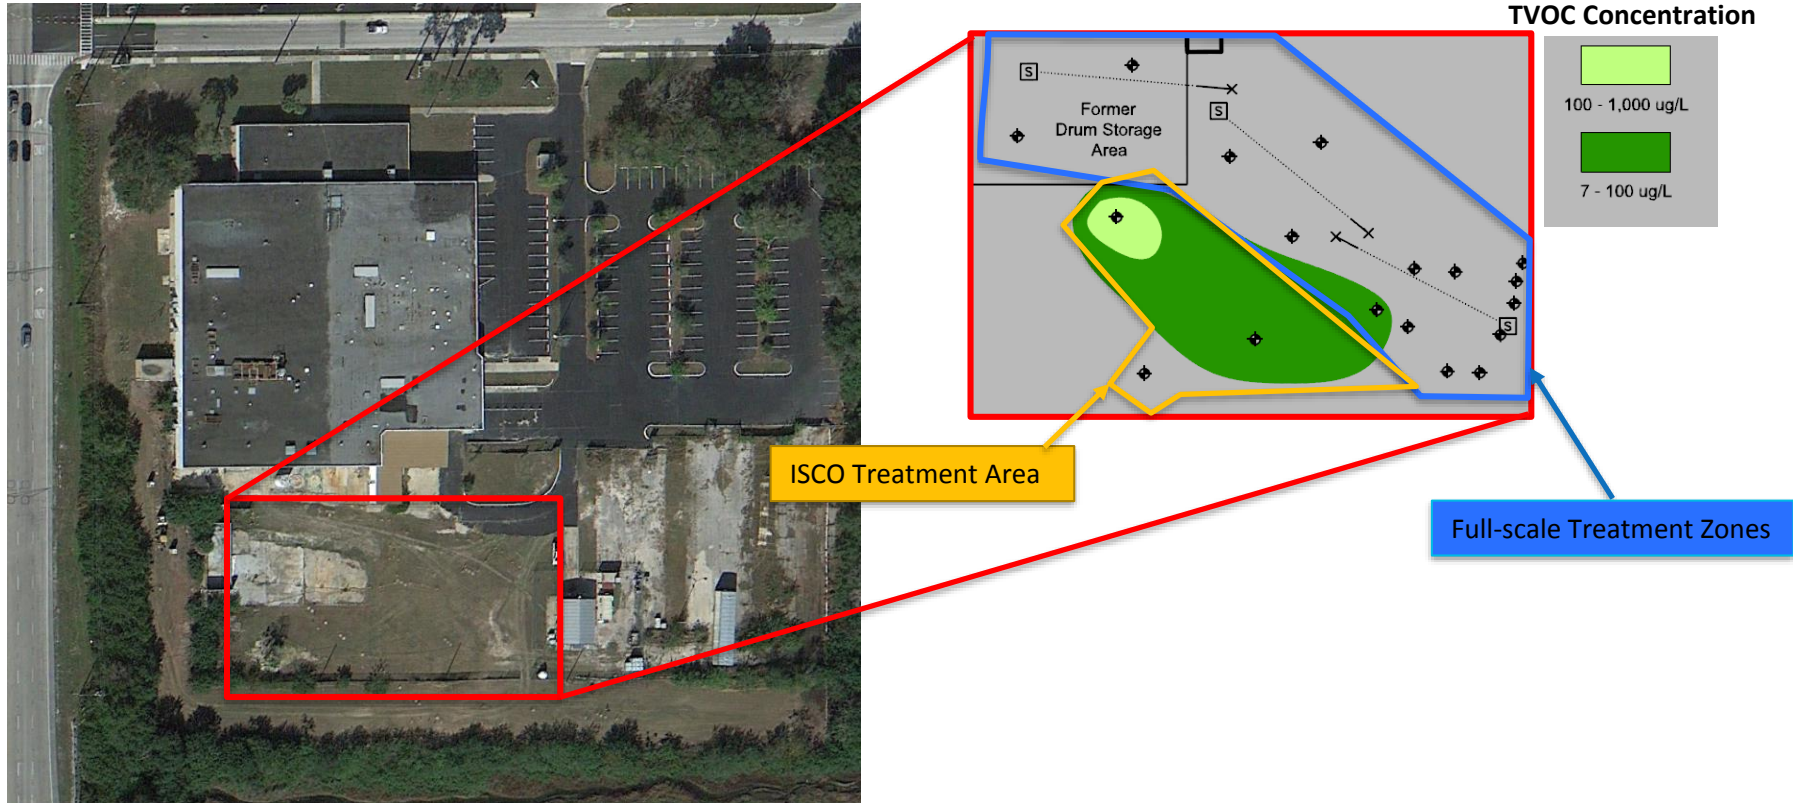 TVOC Concentration
100 - 1,000 ug/L
7 - 100 ug/L
S
S
Former
Drum Storage
Area
S
ISCO Treatment Area
Full-scale Treatment Zones